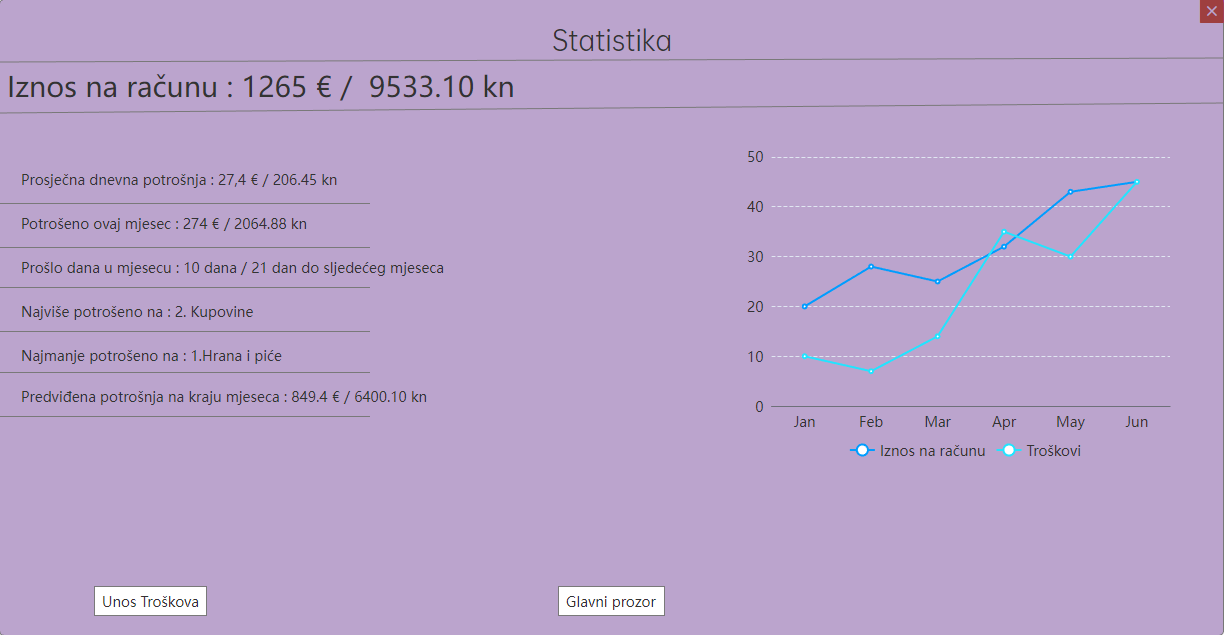 Statistika
Iznos na računu : 1265 € /  9533.10 kn
Prosječna dnevna potrošnja : 27,4 € / 206.45 kn
Potrošeno ovaj mjesec : 274 € / 2064.88 kn
Prošlo dana u mjesecu : 10 dana / 21 dan do sljedećeg mjeseca
Najviše potrošeno na : 2. Kupovine
Najmanje potrošeno na : 1.Hrana i piće
Predviđena potrošnja na kraju mjeseca : 849.4 € / 6400.10 kn
50
40
30
20
10
0
Jan Feb Mar Apr May Jun
Iznos na računu Troškovi
Unos Troškova Glavni prozor